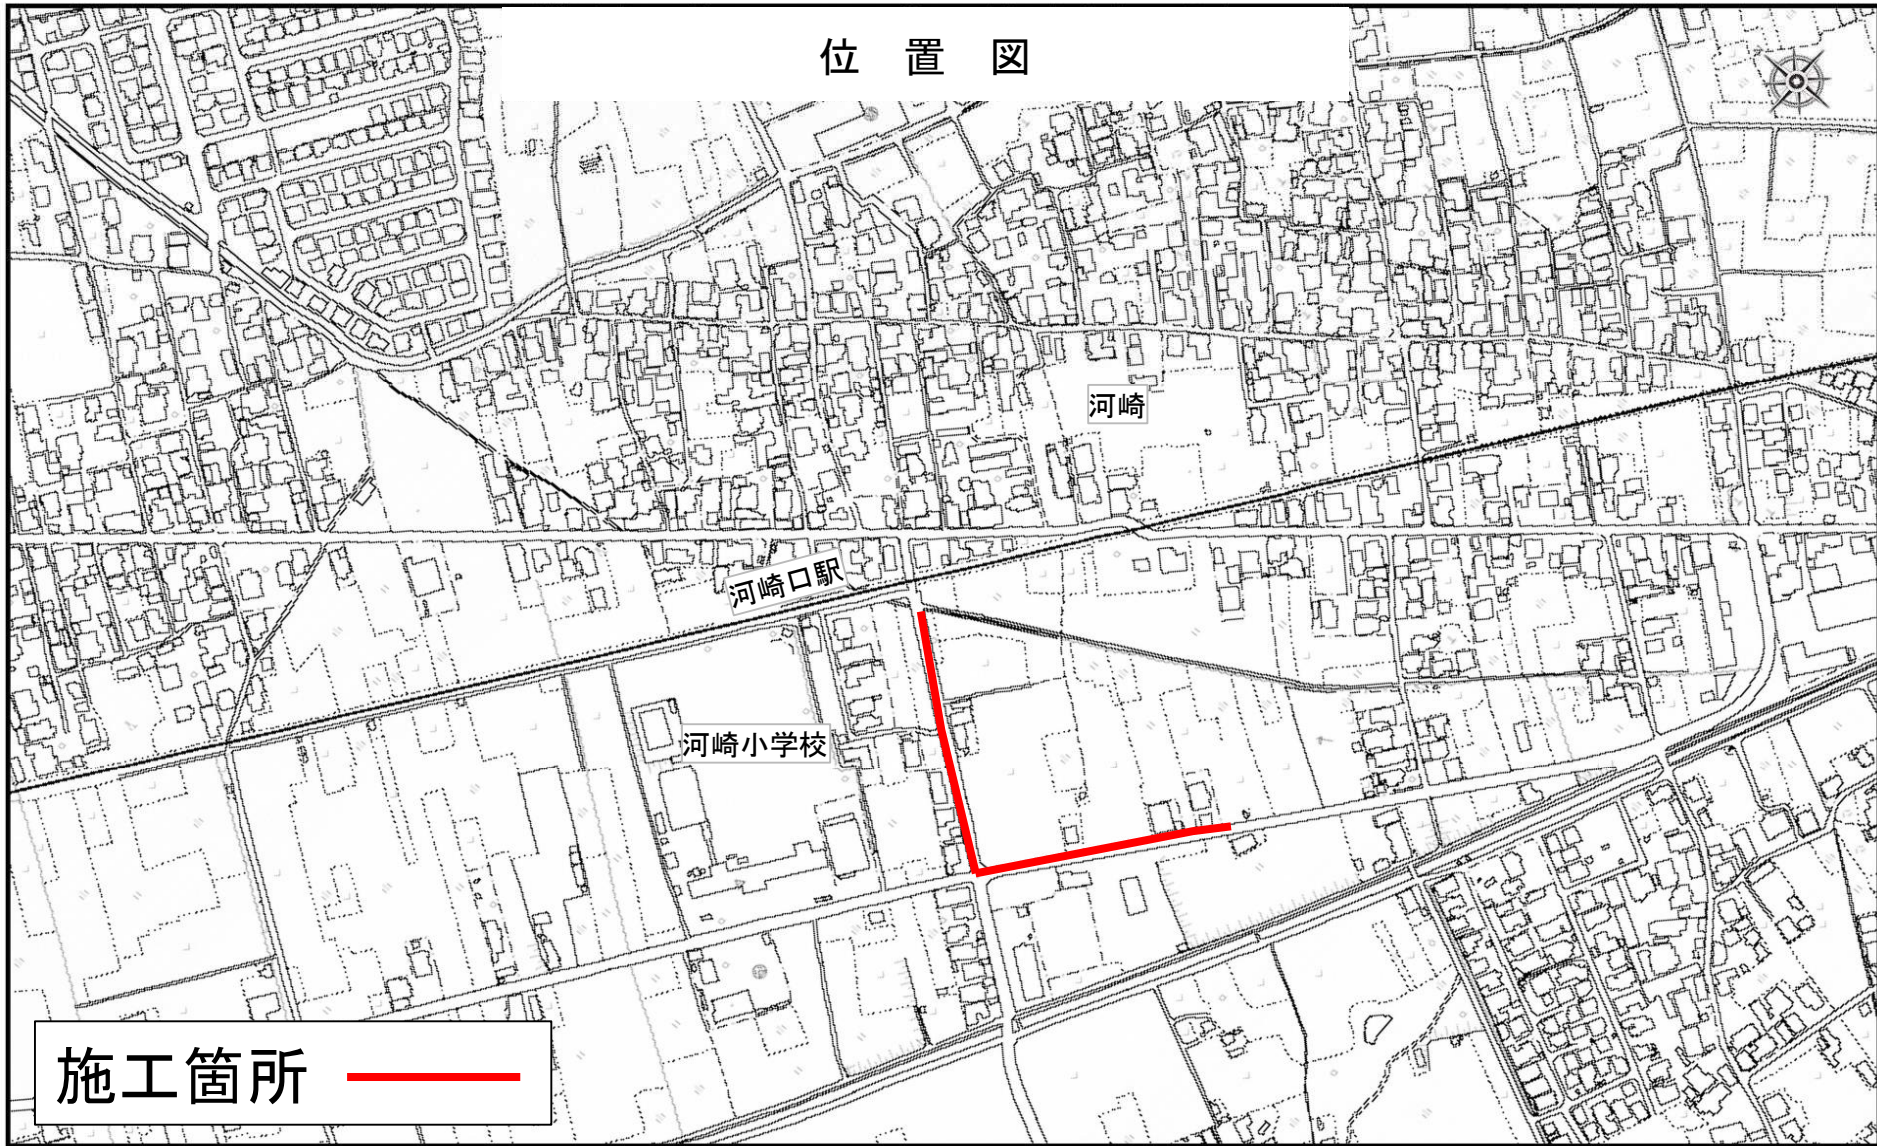 位 置 図
河崎
河崎口駅
河崎小学校
施工箇所